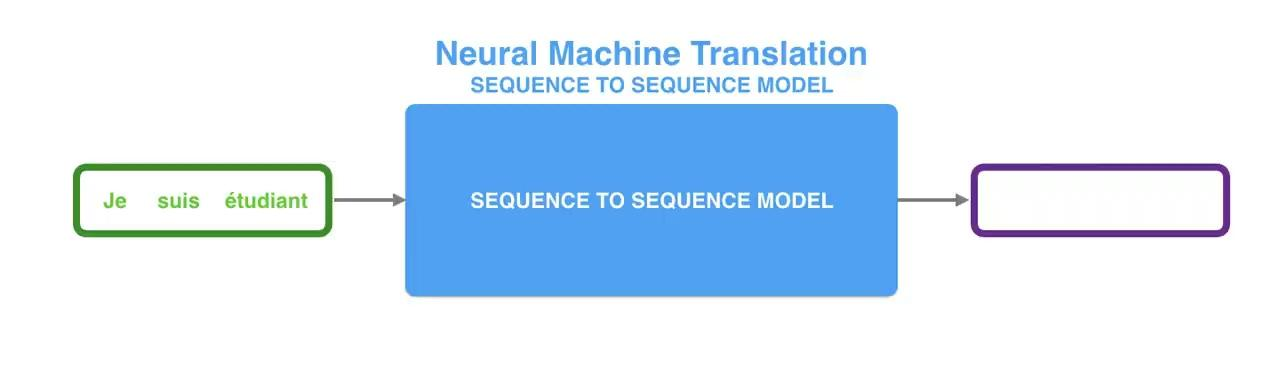 Neural Machine Translation
SEQUENCE TO SEQUENCE MODEL
Je suis étudiant
SEQUENCE TO SEQUENCE MODEL